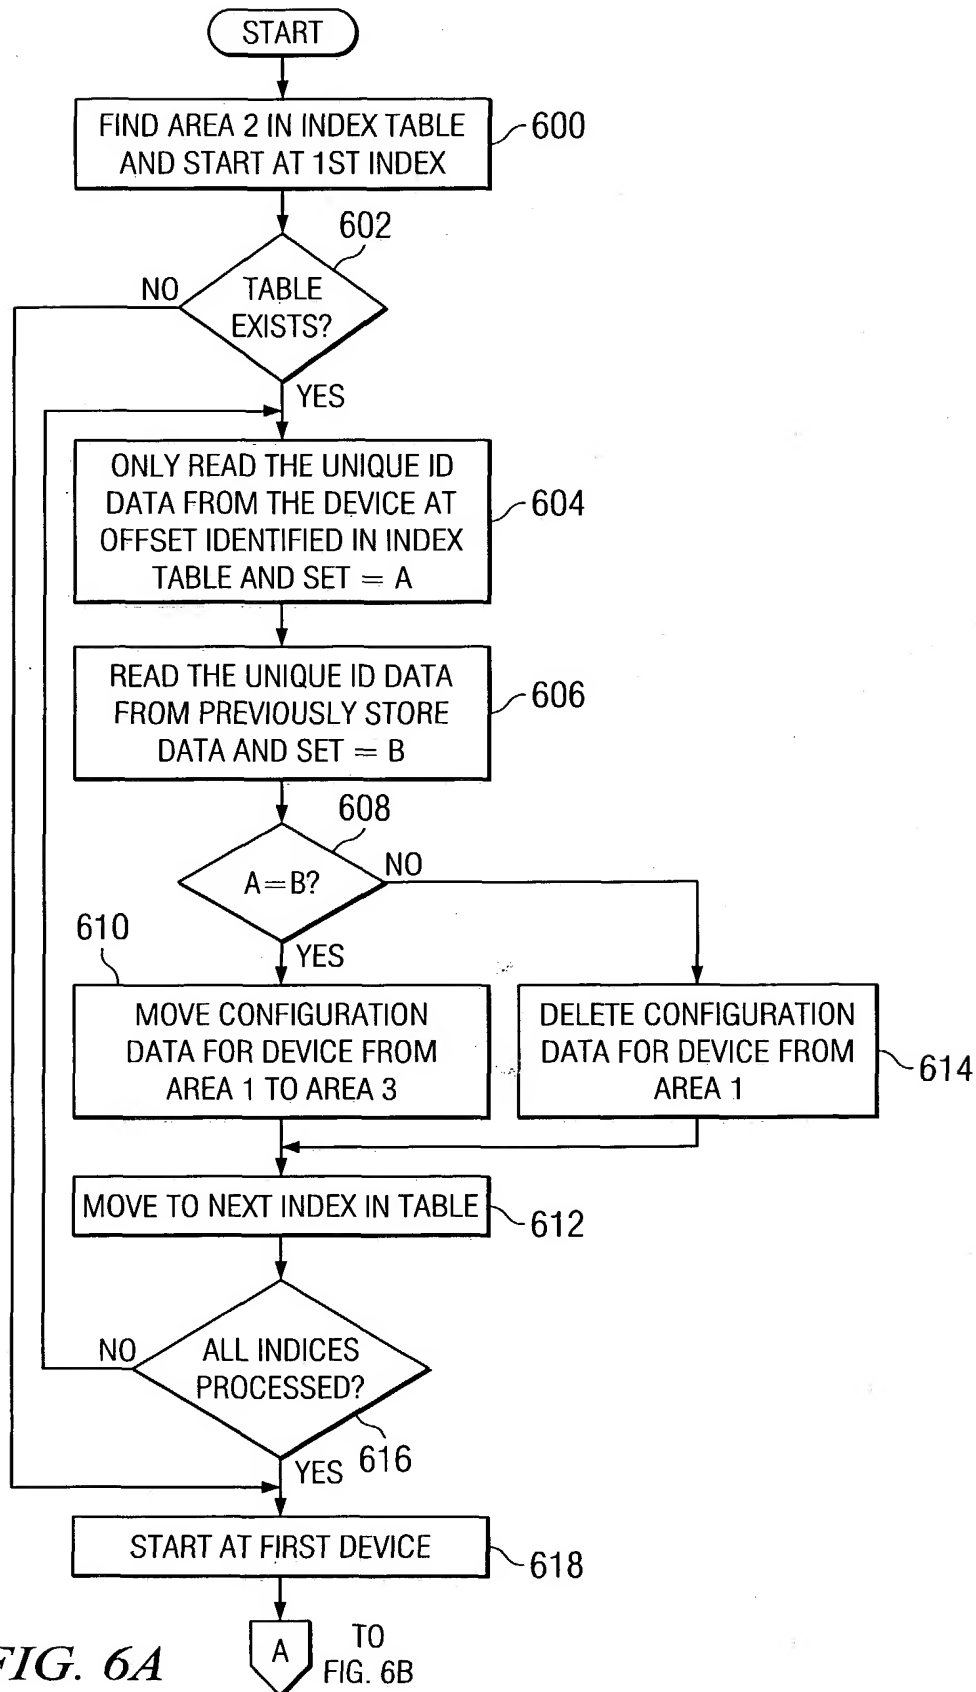 START
FIND AREA 2 IN INDEX TABLE
AND START AT 1ST INDEX
600
602
NO
TABLE
EXISTS?
YES
ONLY READ THE UNIQUE ID
DATA FROM THE DEVICE AT
OFFSET IDENTIFIED IN INDEX
TABLE AND SET = A
604
READ THE UNIQUE ID DATA
FROM PREVIOUSLY STORE
DATA AND SET = B
606
608
A=B?
NO
610
YES
MOVE CONFIGURATION
DATA FOR DEVICE FROM
AREA 1 TO AREA 3
DELETE CONFIGURATION
DATA FOR DEVICE FROM
AREA 1
614
MOVE TO NEXT INDEX IN TABLE
612
NO
ALL INDICES
PROCESSED?
616
YES
START AT FIRST DEVICE
618
A
TO
FIG. 6B
FIG. 6A